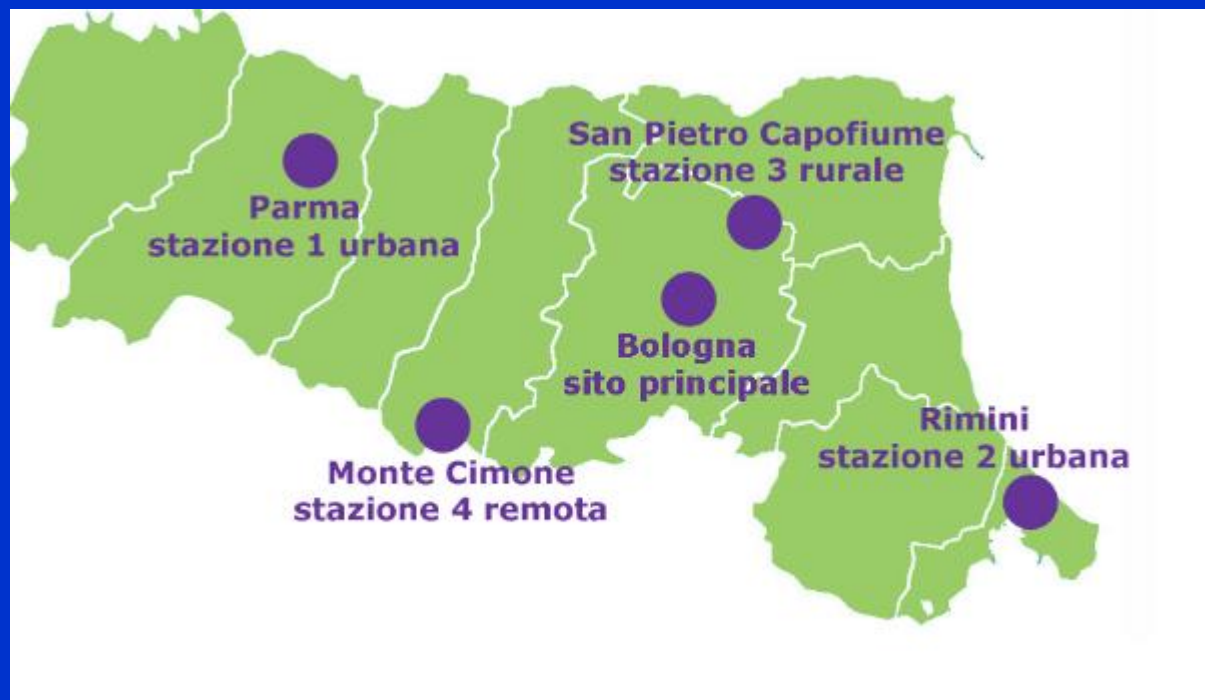 San Pietro Capofiume
stazione 3 rurale
Parma
stazione 1 urbana
Bologna
sito principale
Rimini
stazione 2 urbana
Monte Cimone
stazione 4 remota